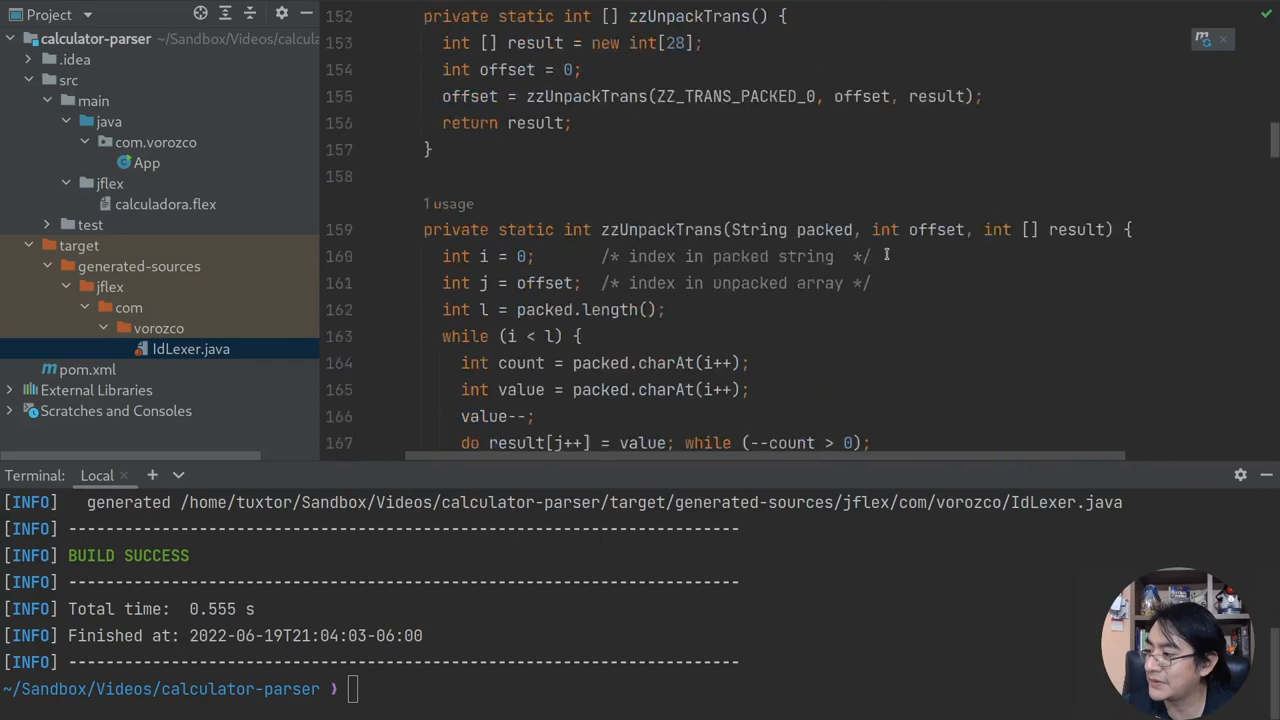 Project
calculator-parser ~/Sandbox/Videos/calcula
.idea
src
main
java
com.vorozco
App
jflex
calculadora.flex
test
target
generated-sources
jflex
com
vorozco
IdLexer.java
pom.xml
External Libraries
Scratches and Consoles
152 private static int [] zzUnpackTrans() {
153 int [] result = new int[28];
154 int offset = 0;
155 offset = zzUnpackTrans(ZZ_TRANS_PACKED_0, offset, result);
156 return result;
157 }
158
1 usage
159 private static int zzUnpackTrans(String packed, int offset, int [] result) {
160 int i = 0; /* index in packed string */
161 int j = offset; /* index in unpacked array */
162 int l = packed.length();
163 while (i < l) {
164 int count = packed.charAt(i++);
165 int value = packed.charAt(i++);
166 value--;
167 do result[j++] = value; while (--count > 0);
Terminal: Local
[INFO] generated /home/tuxtor/Sandbox/Videos/calculator-parser/target/generated-sources/jflex/com/vorozco/IdLexer.java
[INFO] ------------------------------------------------------------------------
[INFO] BUILD SUCCESS
[INFO] ------------------------------------------------------------------------
[INFO] Total time: 0.555 s
[INFO] Finished at: 2022-06-19T21:04:03-06:00
[INFO] ------------------------------------------------------------------------
~/Sandbox/Videos/calculator-parser ❯